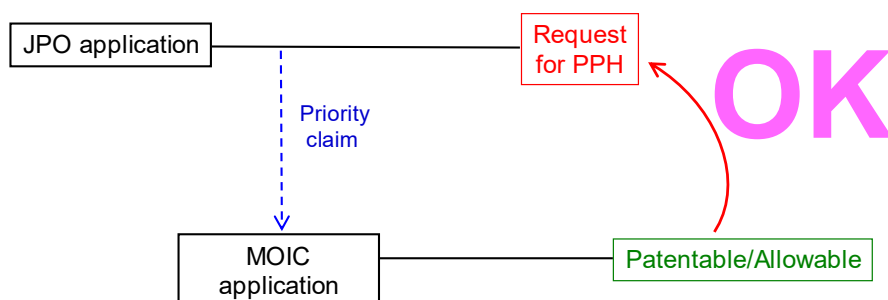 JPO application
Request
for PPH
OK
Priority
claim
MOIC
application
Patentable/Allowable